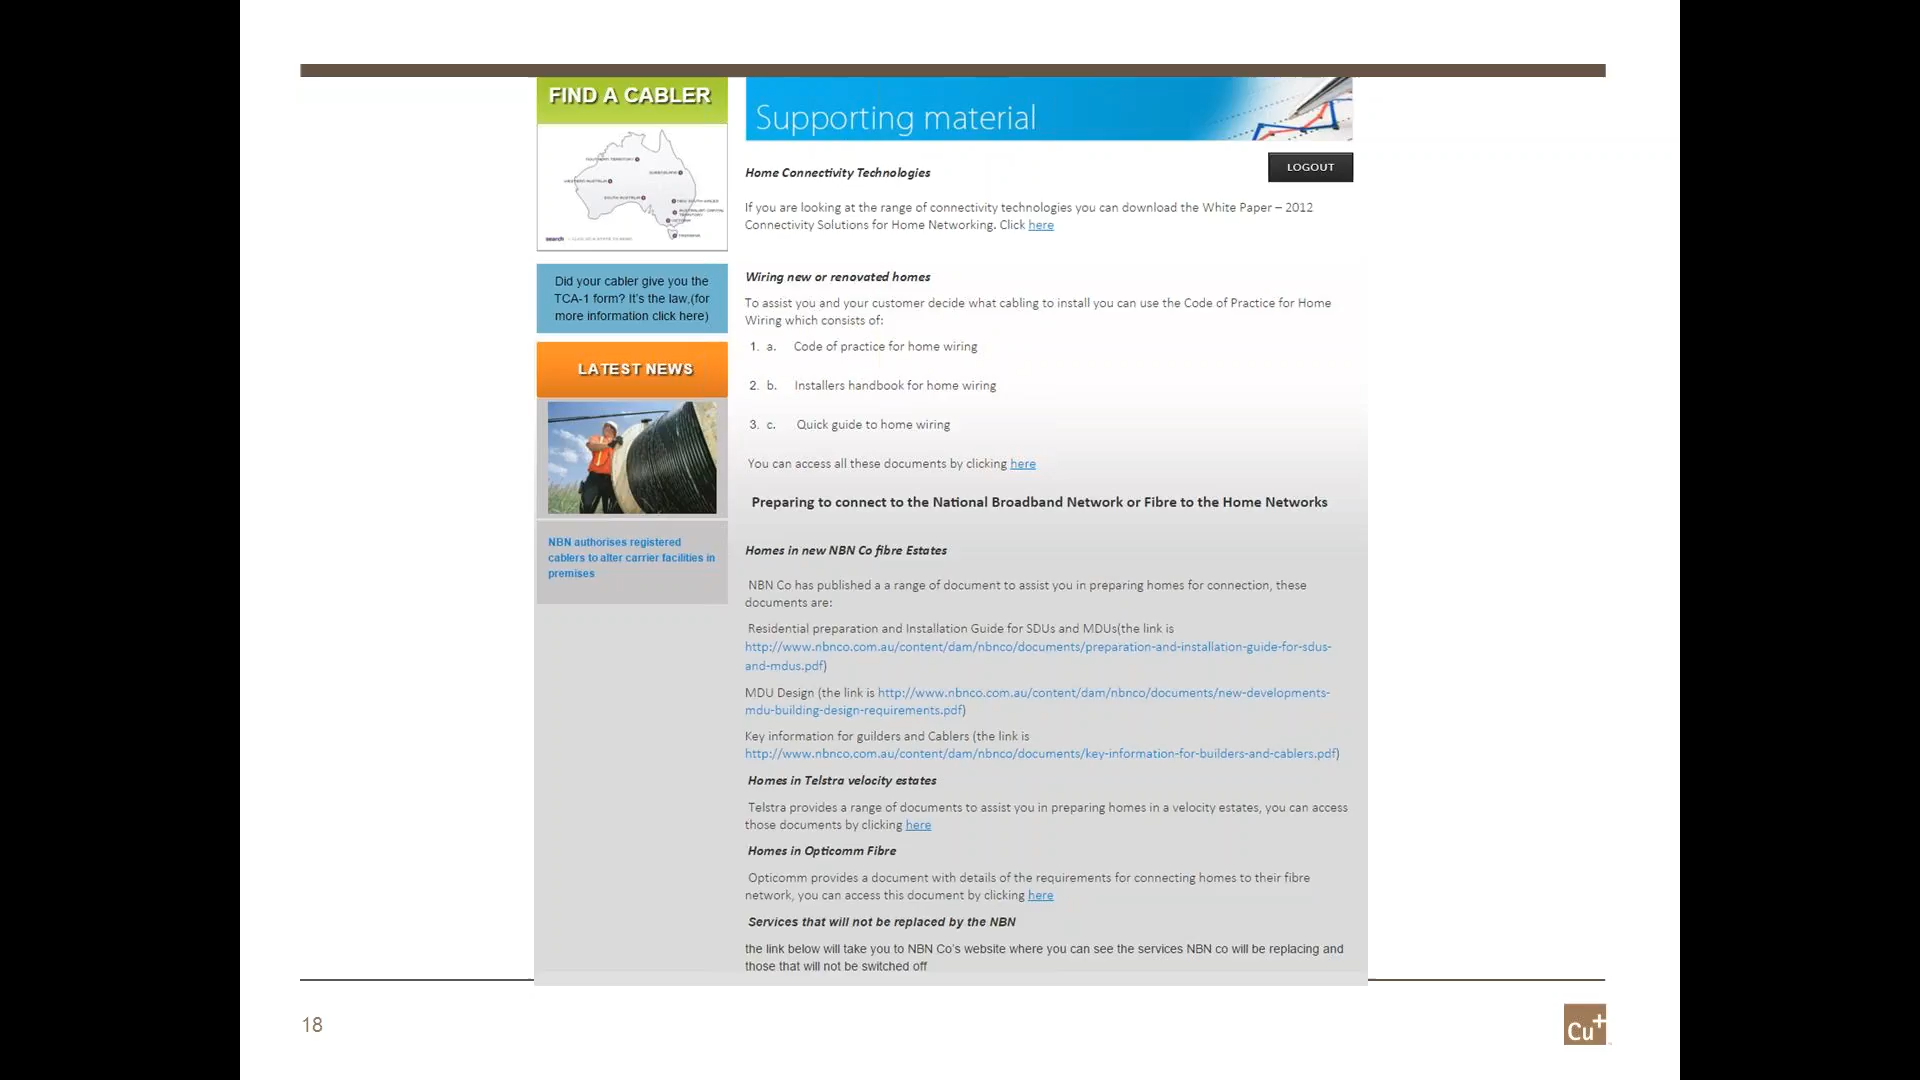 FIND A CABLER
WESTERN AUSTRALIA
QUEENSLAND
SOUTH AUSTRALIA
NEW SOUTH WALES
AUSTRALIAN CAPITAL
TERRITORY
VICTORIA
TASMANIA
search
Did your cabler give you the
TCA-1 form? It's the law,(for
more information click here)
LATEST NEWS
NBN authorises registered
cablers to alter carrier facilities in
premises
Supporting material
LOGOUT
Home Connectivity Technologies
If you are looking at the range of connectivity technologies you can download the White Paper – 2012
Connectivity Solutions for Home Networking. Click here
Wiring new or renovated homes
To assist you and your customer decide what cabling to install you can use the Code of Practice for Home
Wiring which consists of:
1. a. Code of practice for home wiring
2. b. Installers handbook for home wiring
3. c. Quick guide to home wiring
You can access all these documents by clicking here
Preparing to connect to the National Broadband Network or Fibre to the Home Networks
Homes in new NBN Co fibre Estates
NBN Co has published a a range of document to assist you in preparing homes for connection, these
documents are:
Residential preparation and Installation Guide for SDUs and MDUs(the link is
http://www.nbnco.com.au/content/dam/nbnco/documents/preparation-and-installation-guide-for-sdus-
and-mdus.pdf)
MDU Design (the link is http://www.nbnco.com.au/content/dam/nbnco/documents/new-developments-
mdu-building-design-requirements.pdf)
Key information for guilders and Cablers (the link is
http://www.nbnco.com.au/content/dam/nbnco/documents/key-information-for-builders-and-cablers.pdf)
Homes in Telstra velocity estates
Telstra provides a range of documents to assist you in preparing homes in a velocity estates, you can access
those documents by clicking here
Homes in Opticomm Fibre
Opticomm provides a document with details of the requirements for connecting homes to their fibre
network, you can access this document by clicking here
Services that will not be replaced by the NBN
the link below will take you to NBN Co's website where you can see the services NBN co will be replacing and
those that will not be switched off
18
Cu+